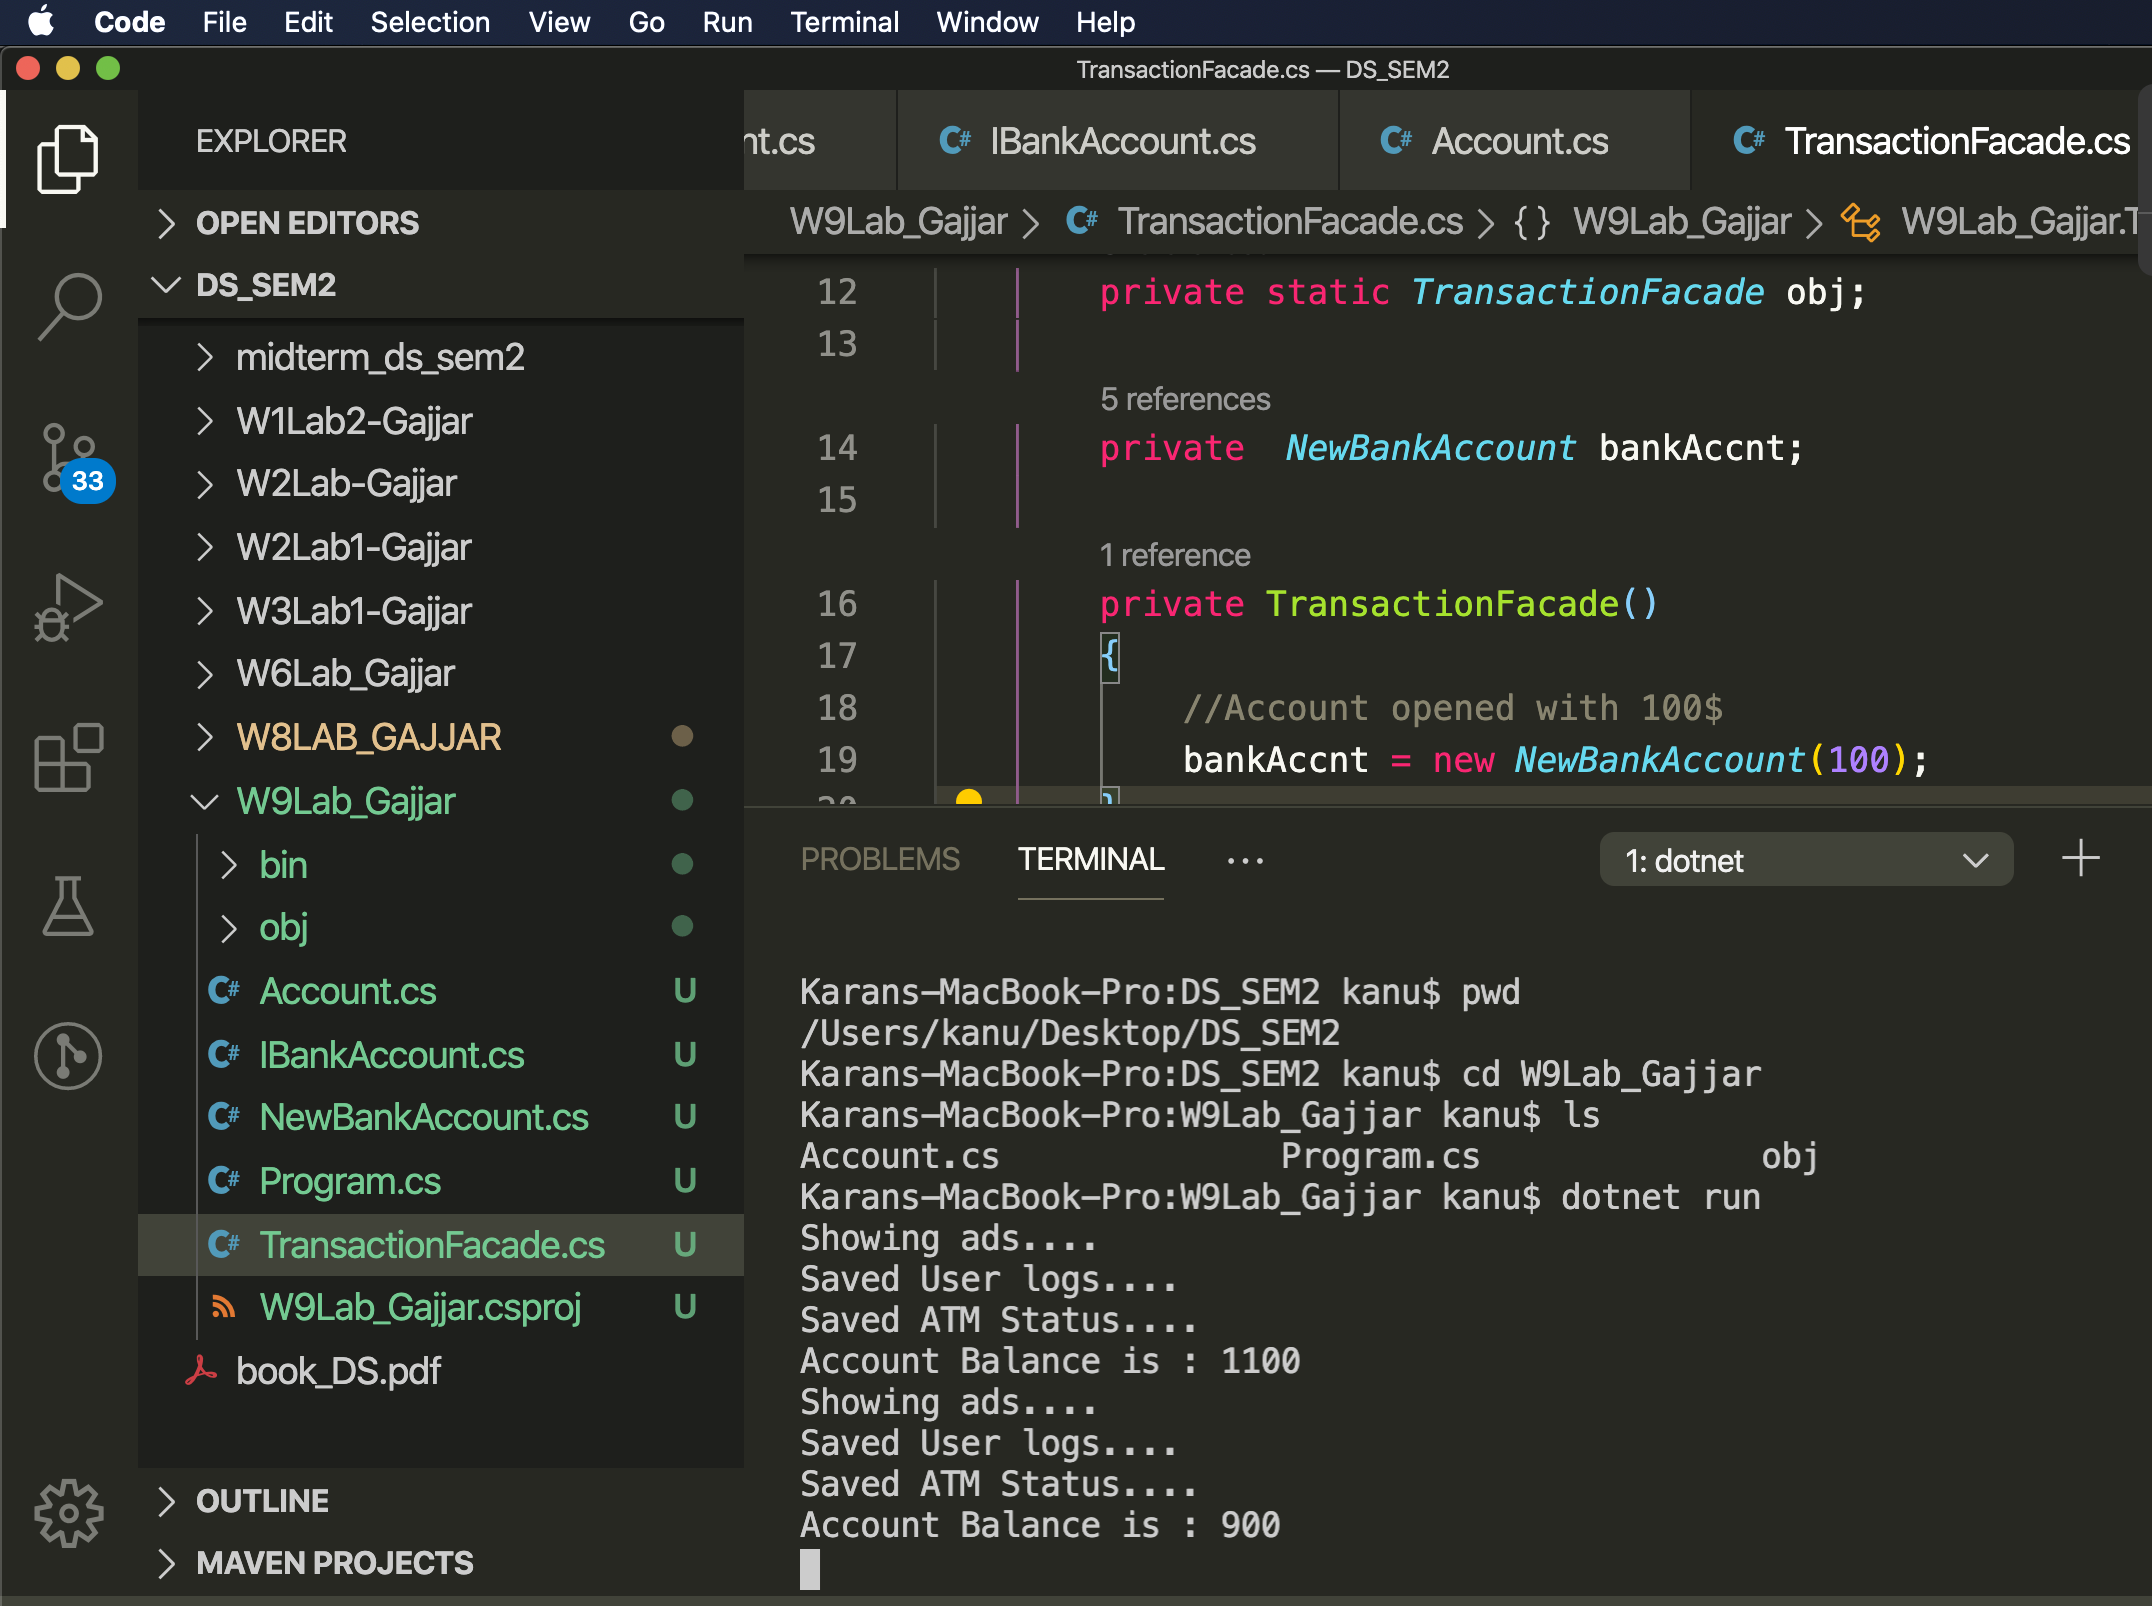 Code File Edit Selection View Go Run Terminal Window Help
TransactionFacade.cs — DS_SEM2
EXPLORER
OPEN EDITORS
DS_SEM2
midterm_ds_sem2
W1Lab2-Gajjar
W2Lab-Gajjar
W2Lab1-Gajjar
W3Lab1-Gajjar
W6Lab_Gajjar
W8LAB_GAJJAR
W9Lab_Gajjar
bin
obj
C# Account.cs U
C# IBankAccount.cs U
C# NewBankAccount.cs U
C# Program.cs U
C# TransactionFacade.cs U
W9Lab_Gajjar.csproj U
book_DS.pdf
OUTLINE
MAVEN PROJECTS
33
nt.cs C# IBankAccount.cs C# Account.cs C# TransactionFacade.cs
W9Lab_Gajjar > C# TransactionFacade.cs > {} W9Lab_Gajjar > W9Lab_Gajjar.T
12 private static TransactionFacade obj;
13
5 references
14 private  NewBankAccount bankAccnt;
15
1 reference
16 private TransactionFacade()
17 {
18 //Account opened with 100$
19 bankAccnt = new NewBankAccount(100);
20 }
PROBLEMS TERMINAL ... 1: dotnet +
Karans-MacBook-Pro:DS_SEM2 kanu$ pwd
/Users/kanu/Desktop/DS_SEM2
Karans-MacBook-Pro:DS_SEM2 kanu$ cd W9Lab_Gajjar
Karans-MacBook-Pro:W9Lab_Gajjar kanu$ ls
Account.cs Program.cs obj
Karans-MacBook-Pro:W9Lab_Gajjar kanu$ dotnet run
Showing ads....
Saved User logs....
Saved ATM Status....
Account Balance is : 1100
Showing ads....
Saved User logs....
Saved ATM Status....
Account Balance is : 900